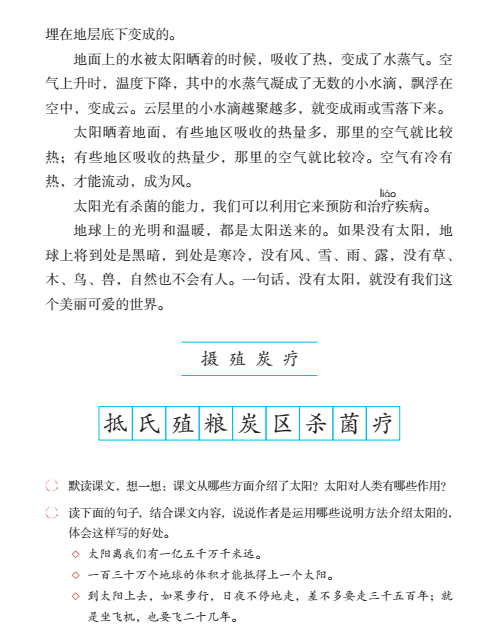 埋在地层底下变成的。
地面上的水被太阳晒着的时候，吸收了热，变成了水蒸气。空
气上升时，温度下降，其中的水蒸气凝成了无数的小水滴，飘浮在
空中，变成云。云层里的小水滴越聚越多，就变成雨或雪落下来。
太阳晒着地面，有些地区吸收的热量多，那里的空气就比较
热；有些地区吸收的热量少，那里的空气就比较冷。空气有冷有
热，才能流动，成为风。
liáo
太阳光有杀菌的能力，我们可以利用它来预防和治疗疾病。
地球上的光明和温暖，都是太阳送来的。如果没有太阳，地
球上将到处是黑暗，到处是寒冷，没有风、雪、雨、露，没有草、
木、鸟、兽，自然也不会有人。一句话，没有太阳，就没有我们这
个美丽可爱的世界。
摄 殖 炭 疗
抵 氏 殖 粮 炭 区 杀 菌 疗
默读课文，想一想：课文从哪些方面介绍了太阳？太阳对人类有哪些作用？
读下面的句子，结合课文内容，说说作者是运用哪些说明方法介绍太阳的，
体会这样写的好处。
◇ 太阳离我们有一亿五千万千米远。
◇ 一百三十万个地球的体积才能抵得上一个太阳。
◇ 到太阳上去，如果步行，日夜不停地走，差不多要走三千五百年；就
是坐飞机，也要飞二十几年。